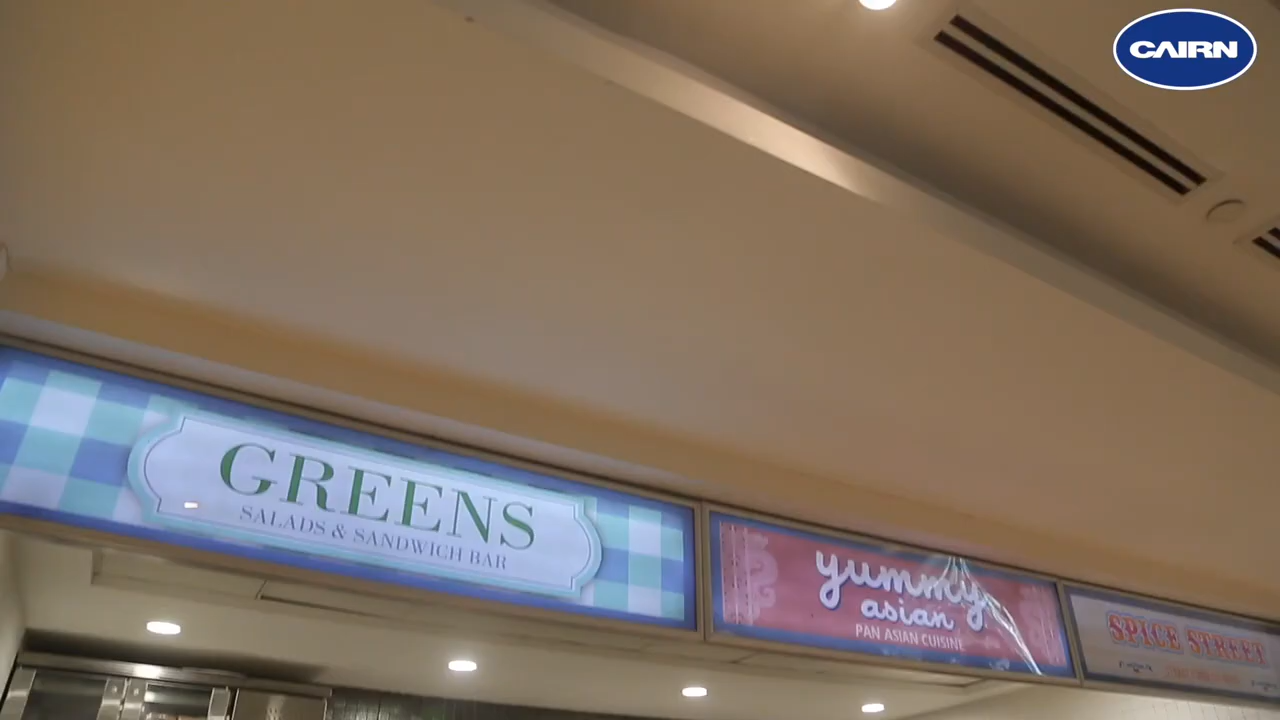 CAIRN
GREENS
SALADS & SANDWICH BAR
yummy
asian
PAN ASIAN CUISINE
SPICE STREET